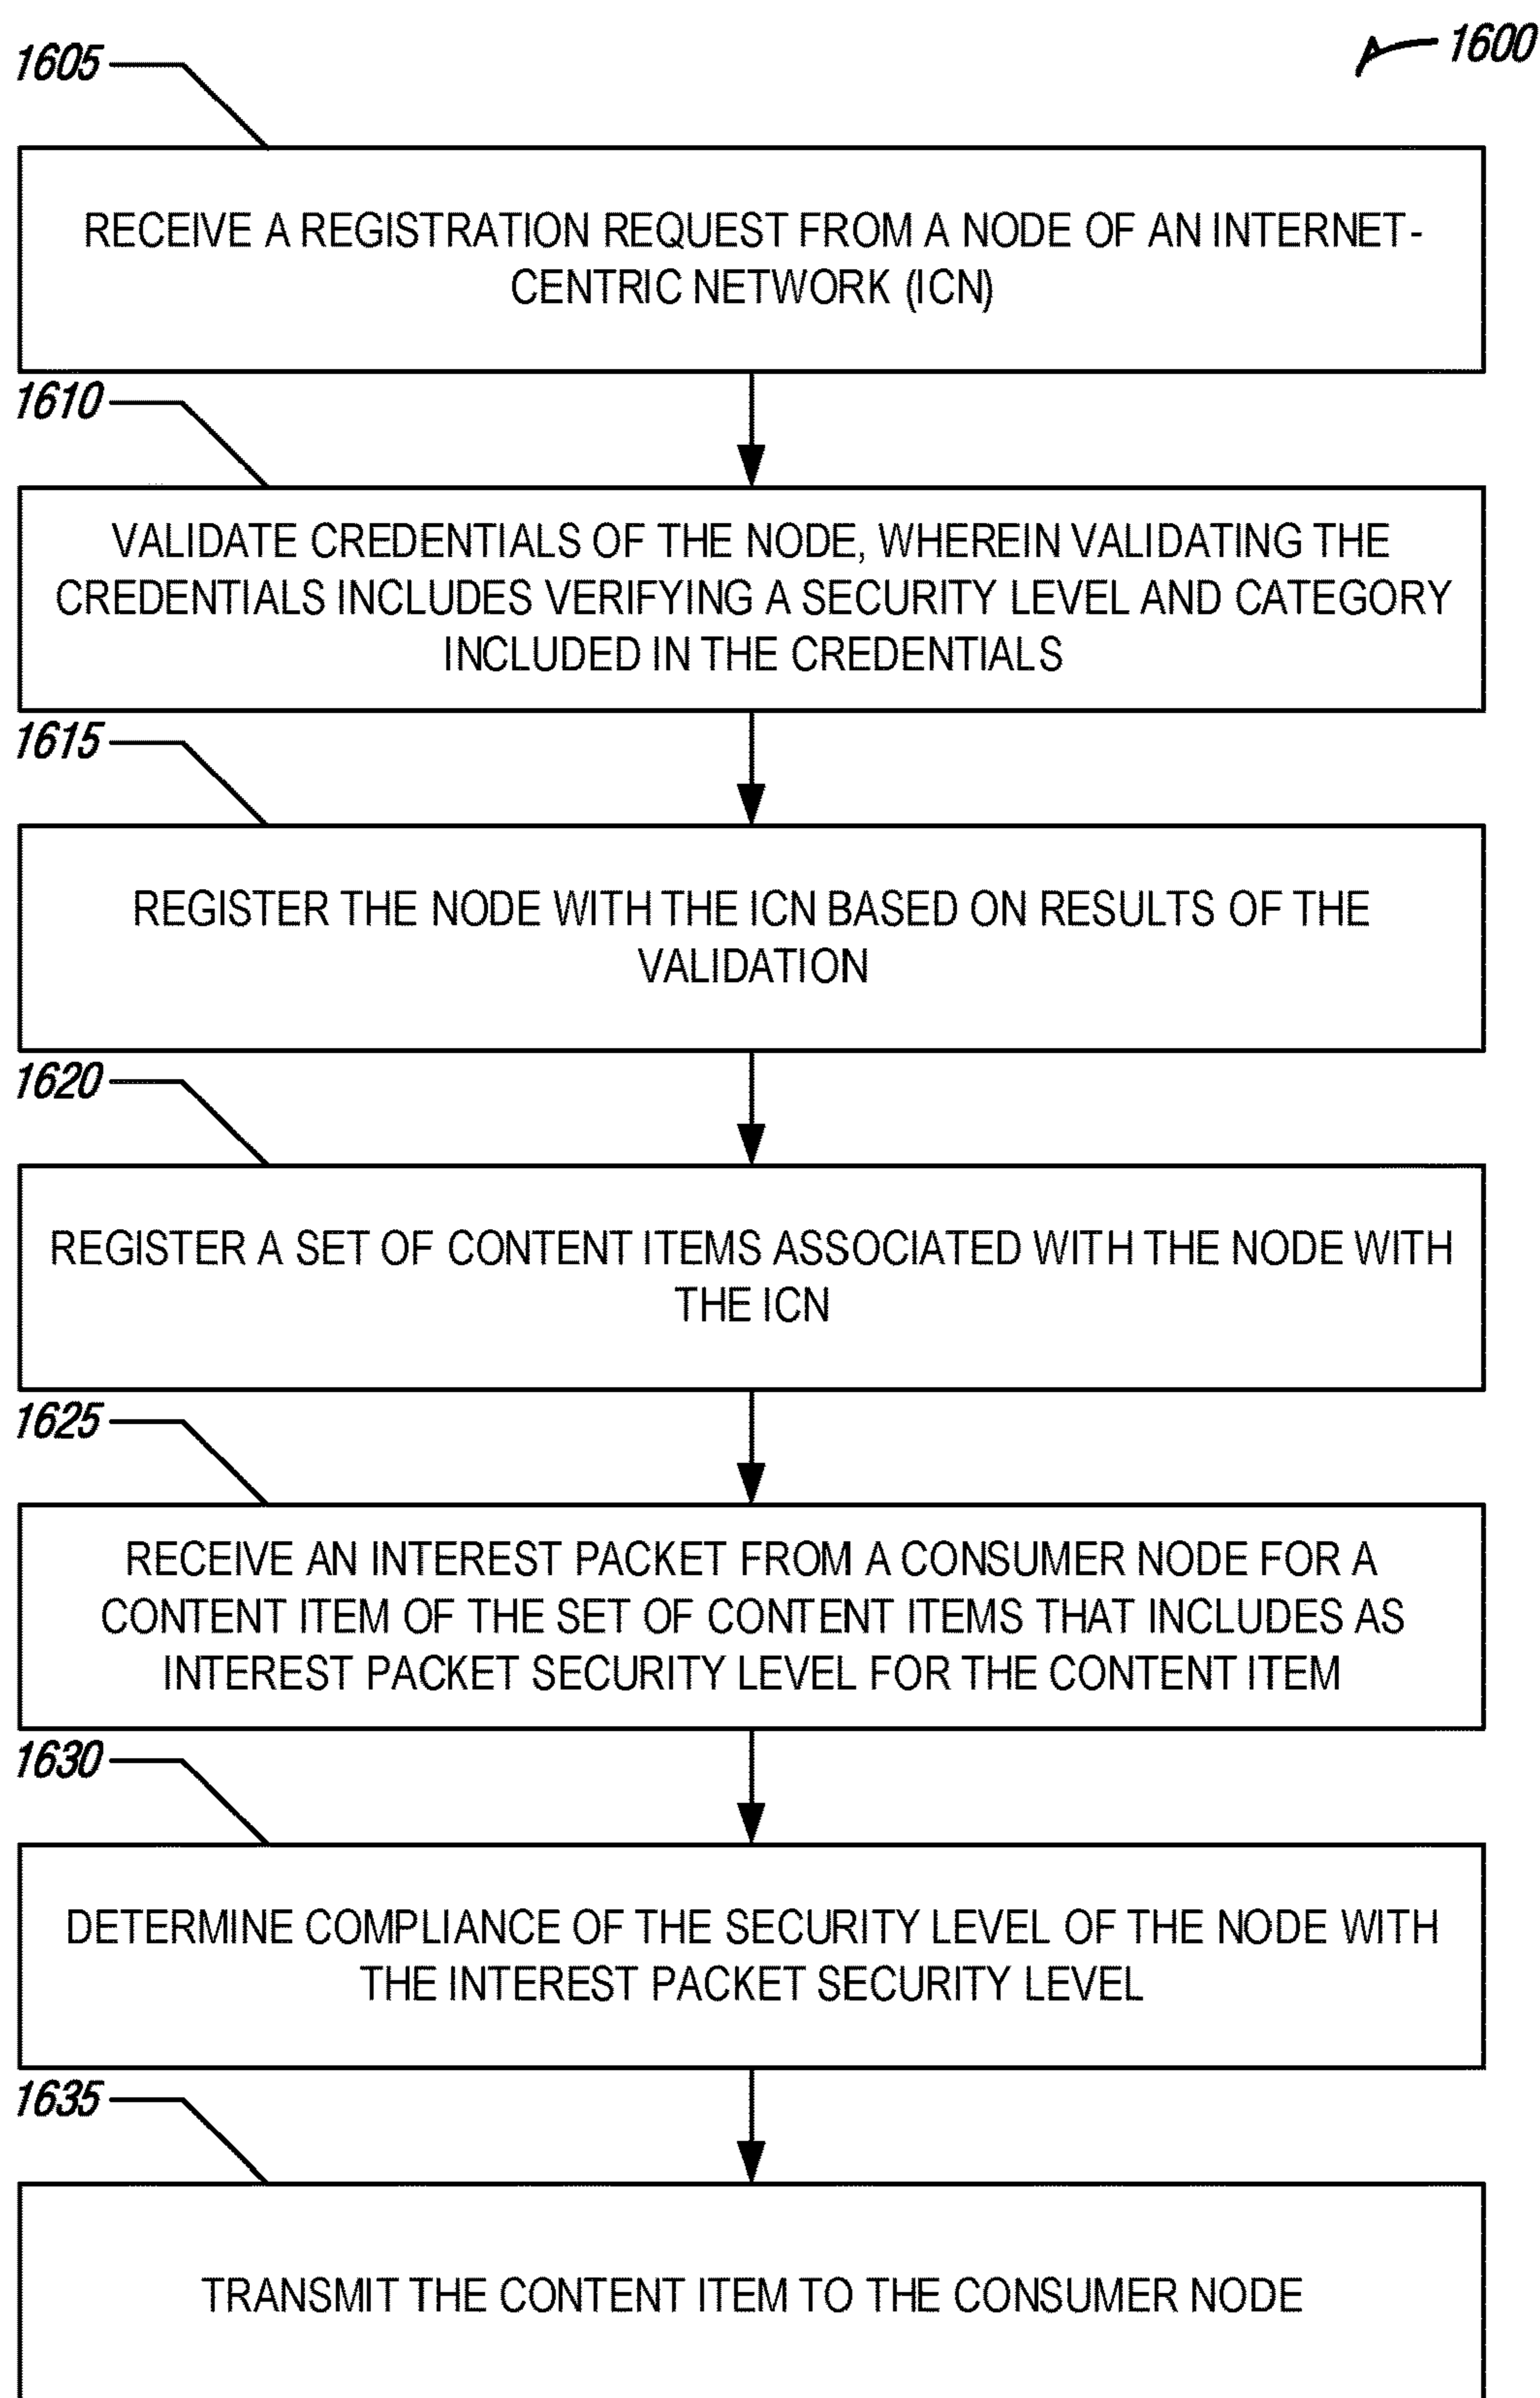 1600
1605
RECEIVE A REGISTRATION REQUEST FROM A NODE OF AN INTERNET-
CENTRIC NETWORK (ICN)
1610
VALIDATE CREDENTIALS OF THE NODE, WHEREIN VALIDATING THE
CREDENTIALS INCLUDES VERIFYING A SECURITY LEVEL AND CATEGORY
INCLUDED IN THE CREDENTIALS
1615
REGISTER THE NODE WITH THE ICN BASED ON RESULTS OF THE
VALIDATION
1620
REGISTER A SET OF CONTENT ITEMS ASSOCIATED WITH THE NODE WITH
THE ICN
1625
RECEIVE AN INTEREST PACKET FROM A CONSUMER NODE FOR A
CONTENT ITEM OF THE SET OF CONTENT ITEMS THAT INCLUDES AS
INTEREST PACKET SECURITY LEVEL FOR THE CONTENT ITEM
1630
DETERMINE COMPLIANCE OF THE SECURITY LEVEL OF THE NODE WITH
THE INTEREST PACKET SECURITY LEVEL
1635
TRANSMIT THE CONTENT ITEM TO THE CONSUMER NODE